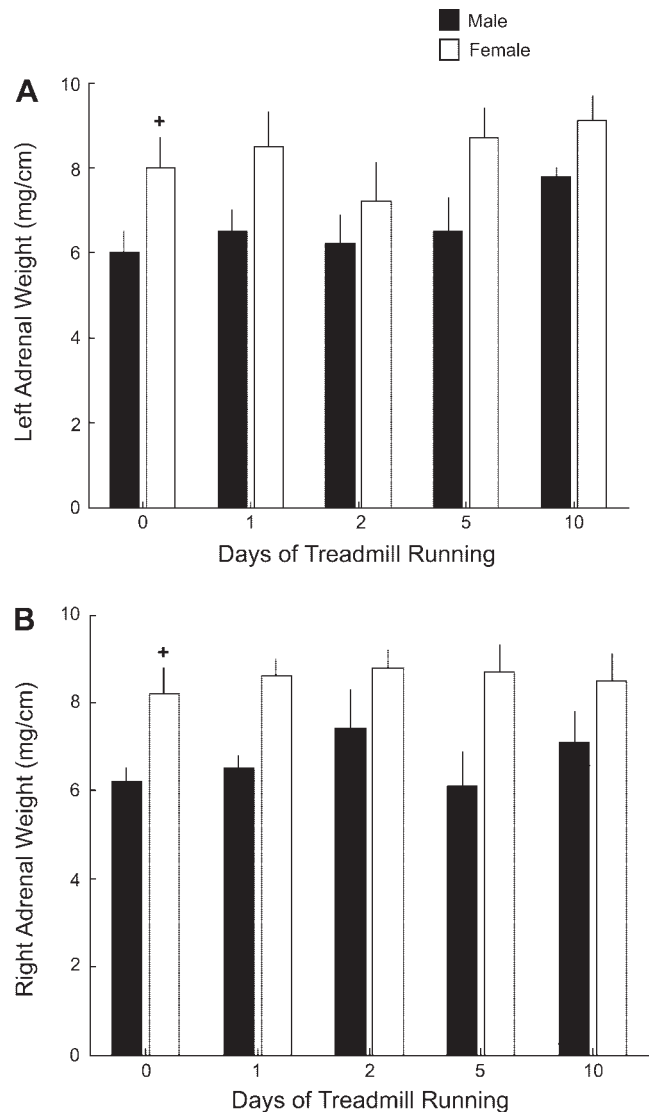 Male
Female
A
Left Adrenal Weight (mg/cm)
10
8
6
4
2
0
+
0 1 2 5 10
Days of Treadmill Running
B
Right Adrenal Weight (mg/cm)
10
8
6
4
2
0
+
0 1 2 5 10
Days of Treadmill Running